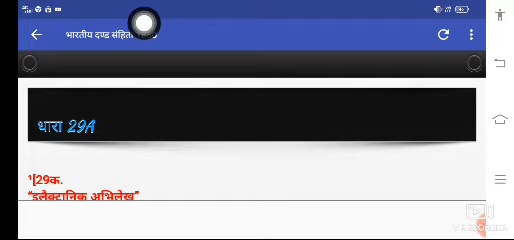 भारतीय दण्ड संहिता
धारा 29A
¹[29क.
“इलैक्ट्रानिक अभिलेख”